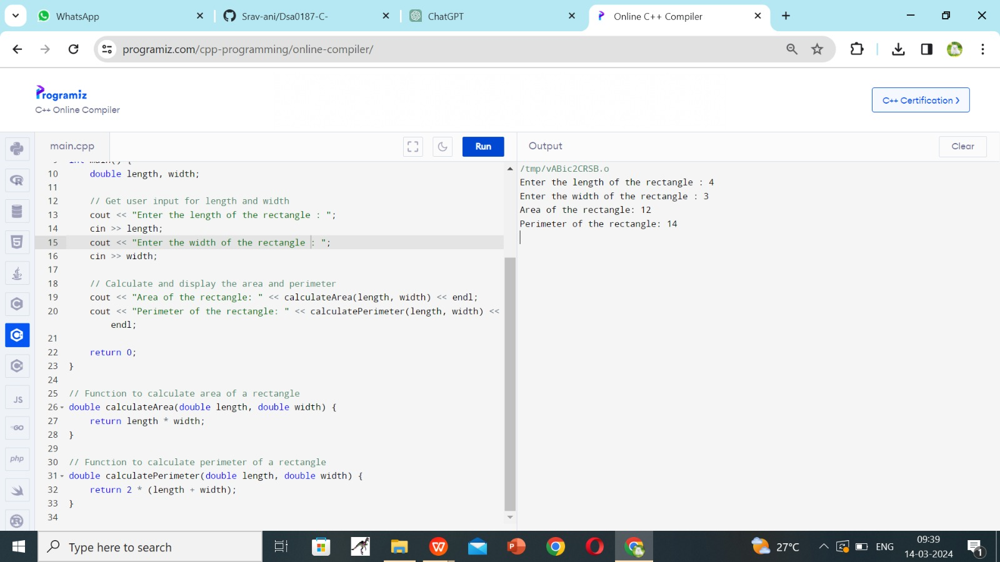 WhatsApp
Srav-ani/Dsa0187-C-
ChatGPT
Online C++ Compiler
programiz.com/cpp-programming/online-compiler/
Programiz
C++ Online Compiler
C++ Certification >
main.cpp
Run
Output
Clear
9 int main() {
10 double length, width;
11
12 // Get user input for length and width
13 cout << "Enter the length of the rectangle : ";
14 cin >> length;
15 cout << "Enter the width of the rectangle : ";
16 cin >> width;
17
18 // Calculate and display the area and perimeter
19 cout << "Area of the rectangle: " << calculateArea(length, width) << endl;
20 cout << "Perimeter of the rectangle: " << calculatePerimeter(length, width) <<
endl;
21
22 return 0;
23 }
24
25 // Function to calculate area of a rectangle
26 double calculateArea(double length, double width) {
27 return length * width;
28 }
29
30 // Function to calculate perimeter of a rectangle
31 double calculatePerimeter(double length, double width) {
32 return 2 * (length + width);
33 }
34
/tmp/vABic2CRSB.o
Enter the length of the rectangle : 4
Enter the width of the rectangle : 3
Area of the rectangle: 12
Perimeter of the rectangle: 14
JS
GO
php
Type here to search
27°C
ENG
09:39
14-03-2024
1